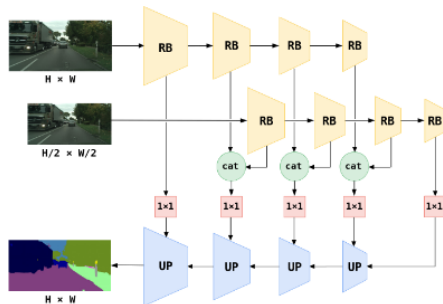 RB RB RB RB
H × W
RB RB RB RB
H/2 × W/2
cat cat cat
1×1 1×1 1×1 1×1 1×1
UP UP UP UP
H × W